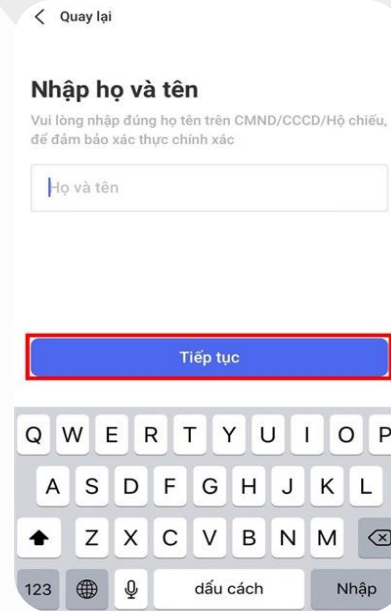 Quay lại
Nhập họ và tên
Vui lòng nhập đúng họ tên trên CMND/CCCD/Hộ chiếu,
để đảm bảo xác thực chính xác
Họ và tên
Tiếp tục
Q W E R T Y U I O P
A S D F G H J K L
Z X C V B N M
123 dấu cách Nhập